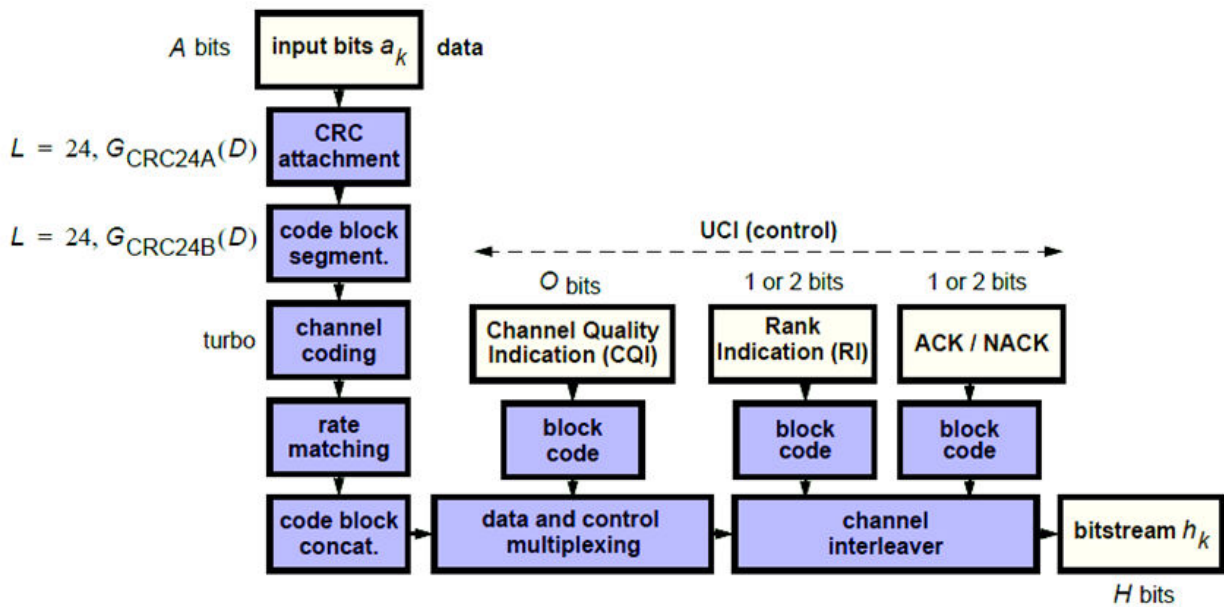 A bits
input bits a_k
data
L = 24, G_CRC24A(D)
CRC
attachment
L = 24, G_CRC24B(D)
code block
segment.
UCI (control)
O bits
1 or 2 bits
1 or 2 bits
turbo
channel
coding
Channel Quality
Indication (CQI)
Rank
Indication (RI)
ACK / NACK
rate
matching
block
code
block
code
block
code
code block
concat.
data and control
multiplexing
channel
interleaver
bitstream h_k
H bits